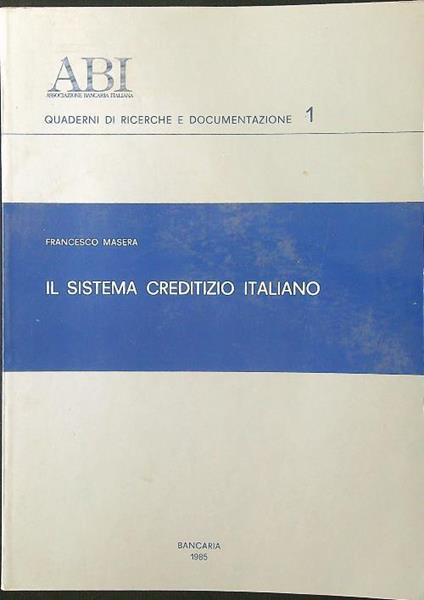 ABI
ASSOCIAZIONE BANCARIA ITALIANA
QUADERNI DI RICERCHE E DOCUMENTAZIONE 1
FRANCESCO MASERA
IL SISTEMA CREDITIZIO ITALIANO
BANCARIA
1985